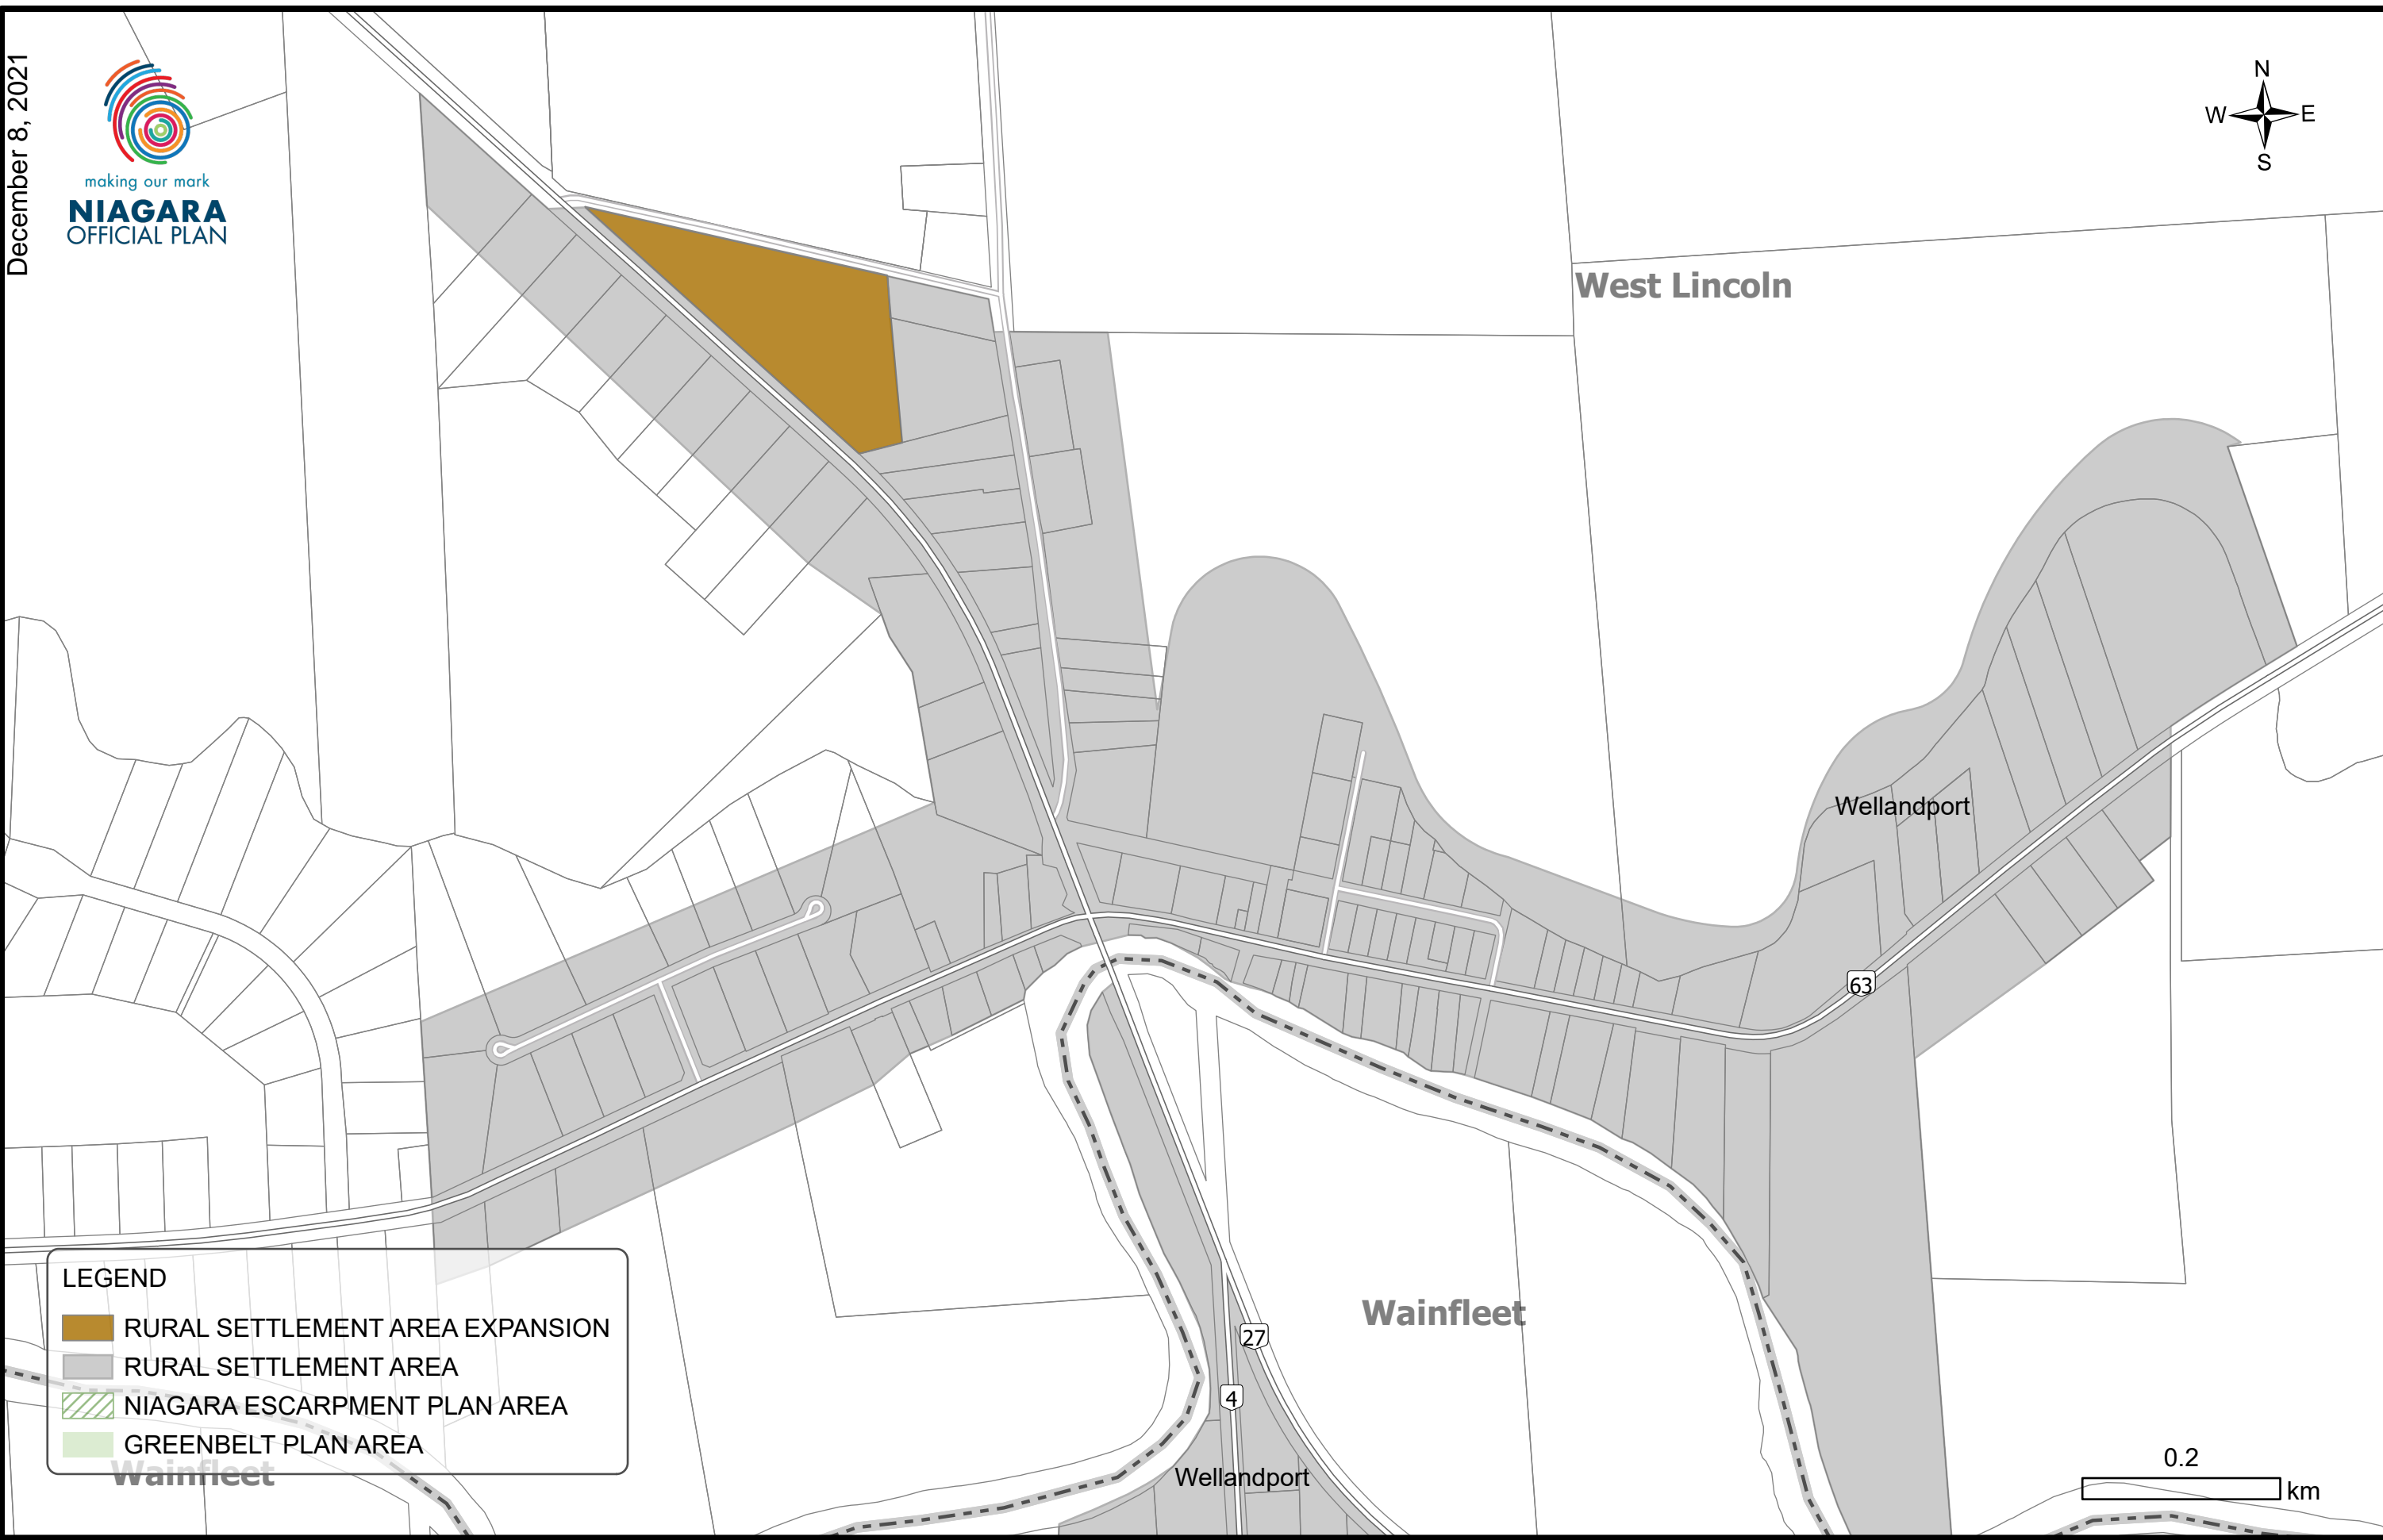 December 8, 2021
making our mark
NIAGARA
OFFICIAL PLAN
N
W
E
S
West Lincoln
Wellandport
63
Wainfleet
27
4
Wellandport
LEGEND
RURAL SETTLEMENT AREA EXPANSION
RURAL SETTLEMENT AREA
NIAGARA ESCARPMENT PLAN AREA
GREENBELT PLAN AREA
Wainfleet
0.2
km